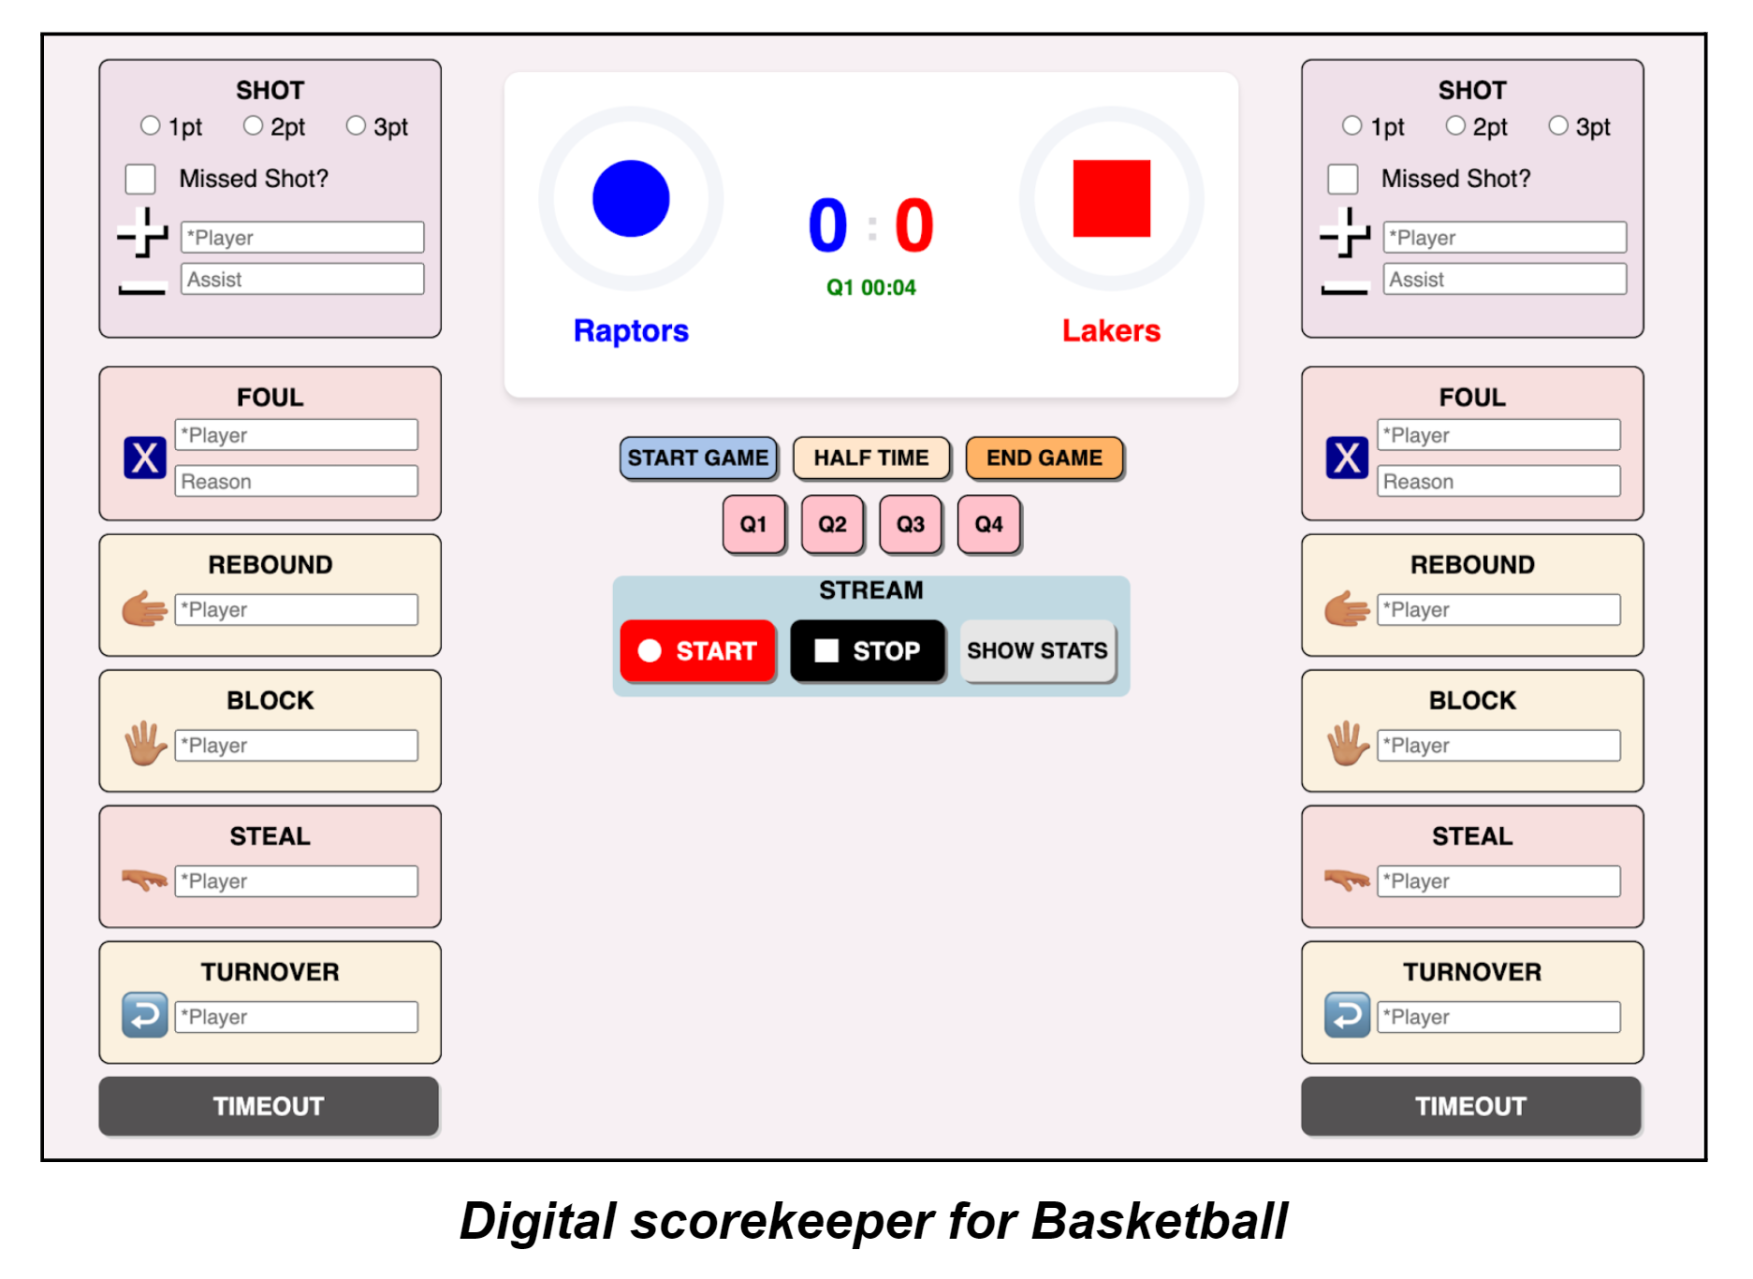 SHOT
1pt 2pt 3pt
Missed Shot?
*Player
Assist
FOUL
*Player
X
Reason
REBOUND
*Player
BLOCK
*Player
STEAL
*Player
TURNOVER
*Player
TIMEOUT
0 : 0
Q1 00:04
Raptors Lakers
START GAME HALF TIME END GAME
Q1 Q2 Q3 Q4
STREAM
START STOP SHOW STATS
SHOT
1pt 2pt 3pt
Missed Shot?
*Player
Assist
FOUL
*Player
X
Reason
REBOUND
*Player
BLOCK
*Player
STEAL
*Player
TURNOVER
*Player
TIMEOUT
Digital scorekeeper for Basketball